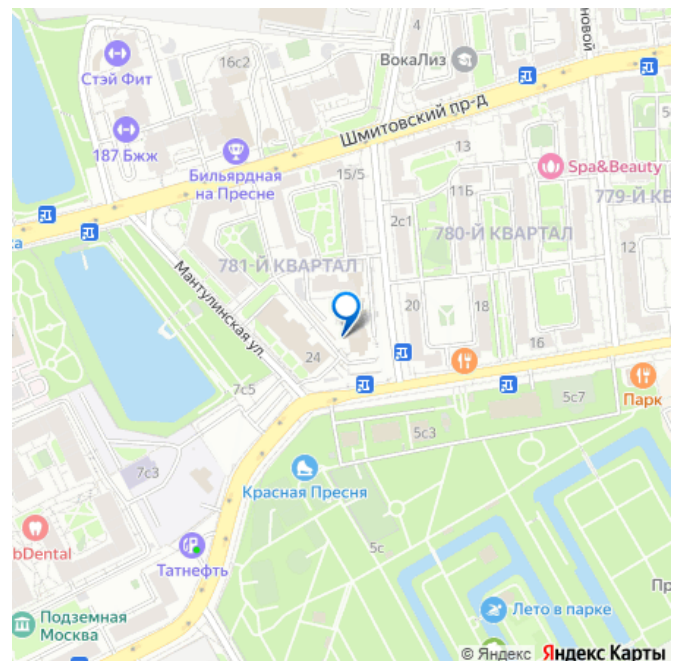 4
новой
16с2
ВокаЛиз
Стэй Фит
Шмитовский пр-д
187 Бжж
Бильярдная
на Пресне
15/5
13
Spa&Beauty
11Б
779-Й КВ
2с1
780-Й КВАРТАЛ
12
781-Й КВАРТАЛ
Мантулинская ул.
20
18
16
24
7с5
Парк
5с7
5с3
7с3
Красная Пресня
bDental
5с
Татнефть
Пр
Лето в парке
Подземная
Москва
© Яндекс Яндекс Карты